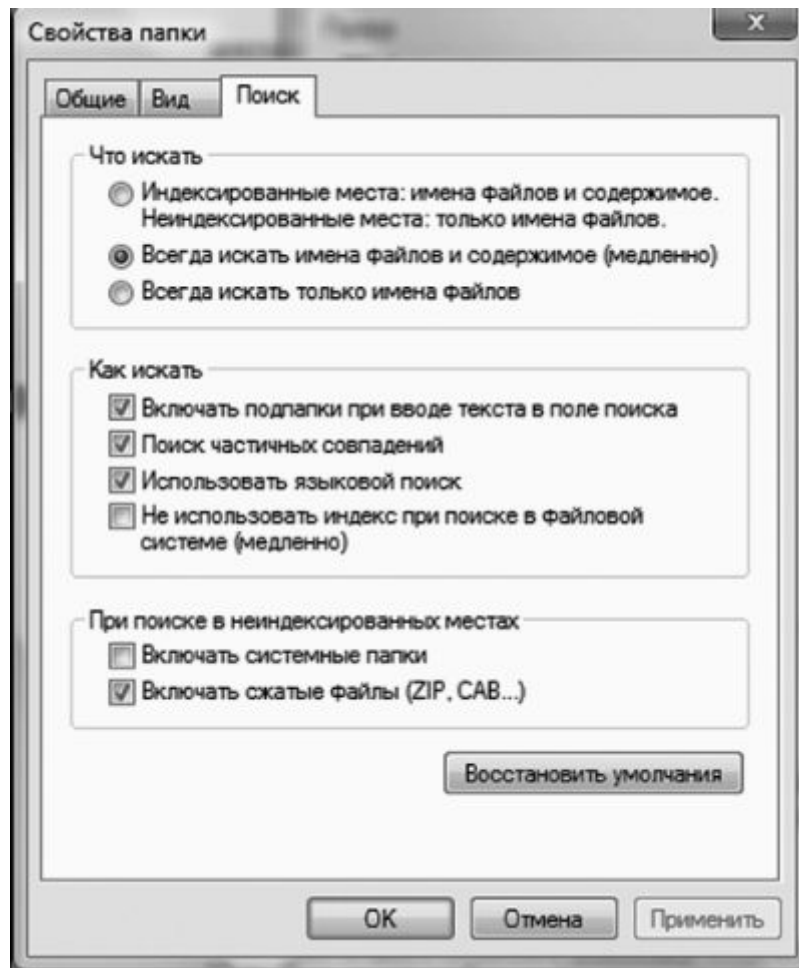 Свойства папки
Общие Вид Поиск
Что искать
Индексированные места: имена файлов и содержимое.
Неиндексированные места: только имена файлов.
Всегда искать имена файлов и содержимое (медленно)
Всегда искать только имена файлов
Как искать
Включать подпапки при вводе текста в поле поиска
Поиск частичных совпадений
Использовать языковой поиск
Не использовать индекс при поиске в файловой
системе (медленно)
При поиске в неиндексированных местах
Включать системные папки
Включать сжатые файлы (ZIP, CAB...)
Восстановить умолчания
OK Отмена Применить